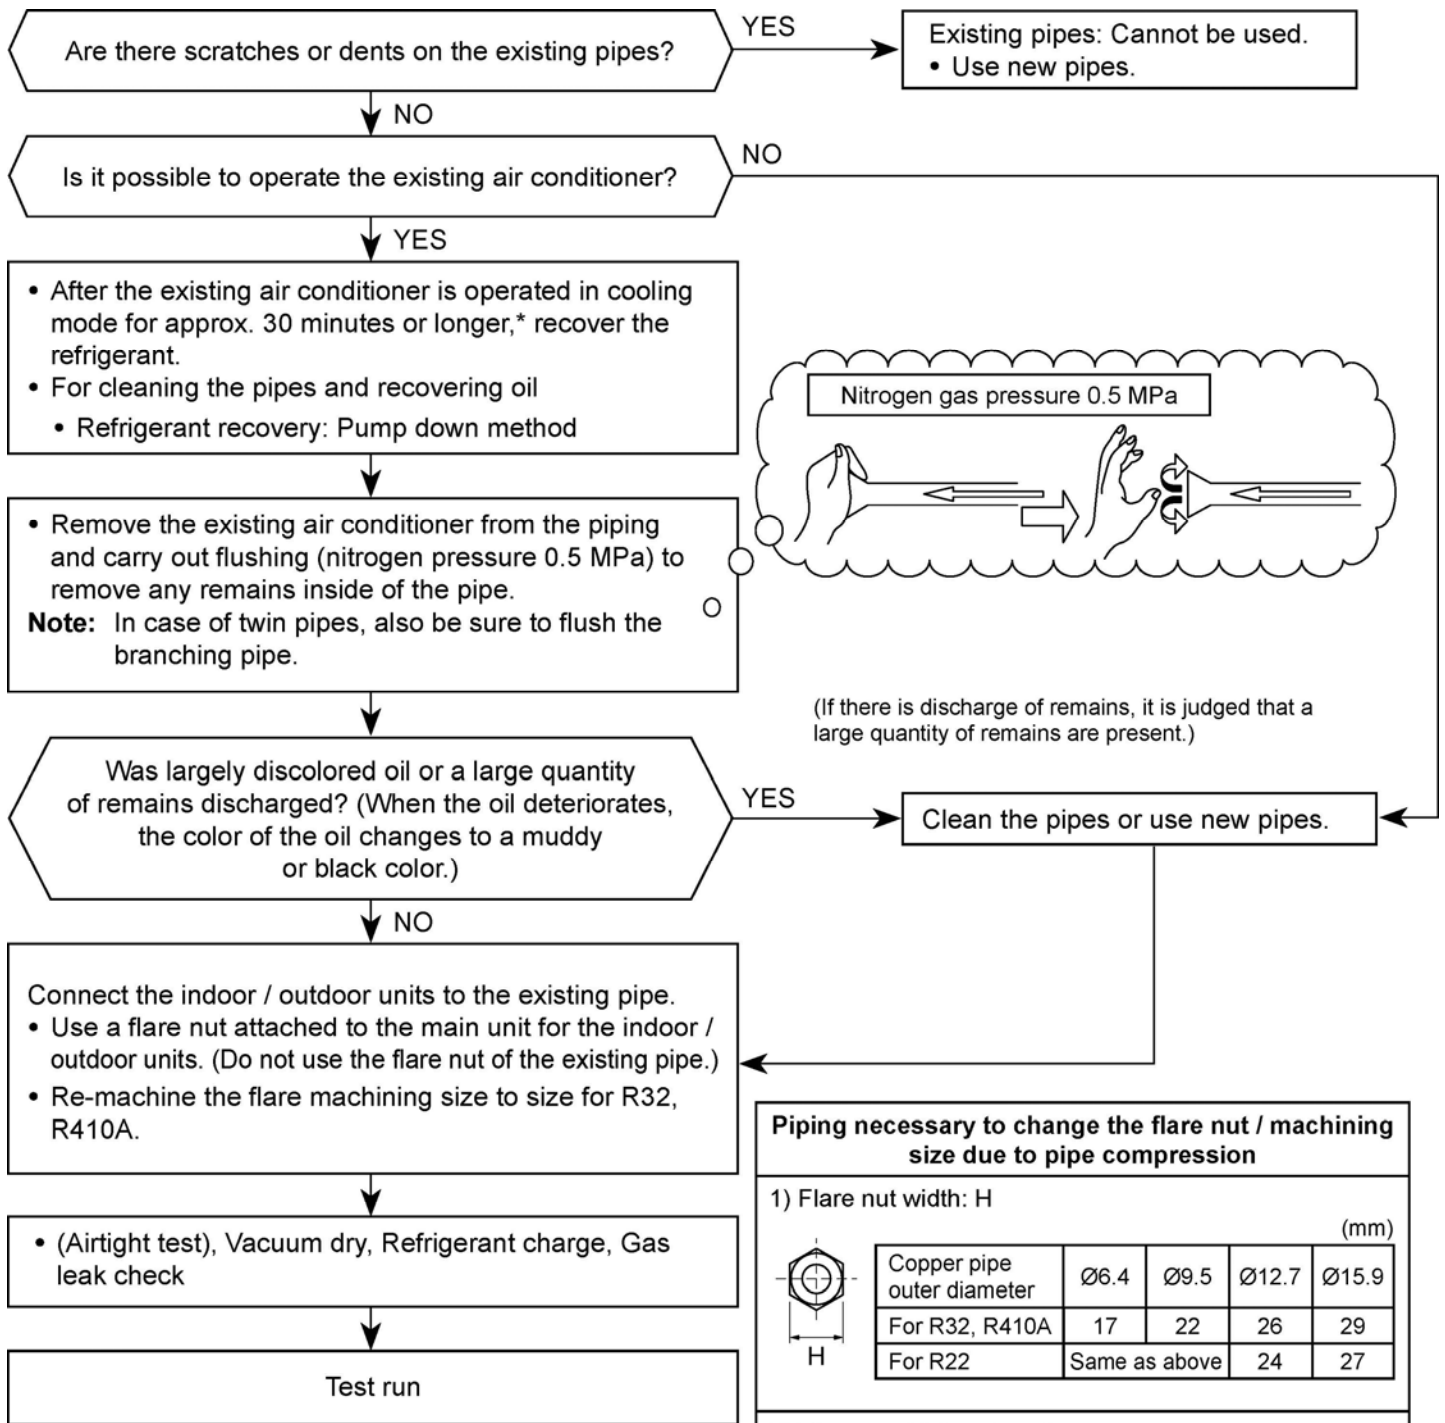 Are there scratches or dents on the existing pipes?
YES
Existing pipes: Cannot be used.
• Use new pipes.
NO
Is it possible to operate the existing air conditioner?
NO
YES
• After the existing air conditioner is operated in cooling
mode for approx. 30 minutes or longer,* recover the
refrigerant.
• For cleaning the pipes and recovering oil
• Refrigerant recovery: Pump down method
Nitrogen gas pressure 0.5 MPa
• Remove the existing air conditioner from the piping
and carry out flushing (nitrogen pressure 0.5 MPa) to
remove any remains inside of the pipe.
Note: In case of twin pipes, also be sure to flush the
branching pipe.
(If there is discharge of remains, it is judged that a
large quantity of remains are present.)
Was largely discolored oil or a large quantity
of remains discharged? (When the oil deteriorates,
the color of the oil changes to a muddy
or black color.)
YES
Clean the pipes or use new pipes.
NO
Connect the indoor / outdoor units to the existing pipe.
• Use a flare nut attached to the main unit for the indoor /
outdoor units. (Do not use the flare nut of the existing pipe.)
• Re-machine the flare machining size to size for R32,
R410A.
• (Airtight test), Vacuum dry, Refrigerant charge, Gas
leak check
Test run
Piping necessary to change the flare nut / machining
size due to pipe compression
1) Flare nut width: H
(mm)
H
Copper pipe
outer diameter Ø6.4 Ø9.5 Ø12.7 Ø15.9
For R32, R410A 17 22 26 29
For R22 Same as above 24 27